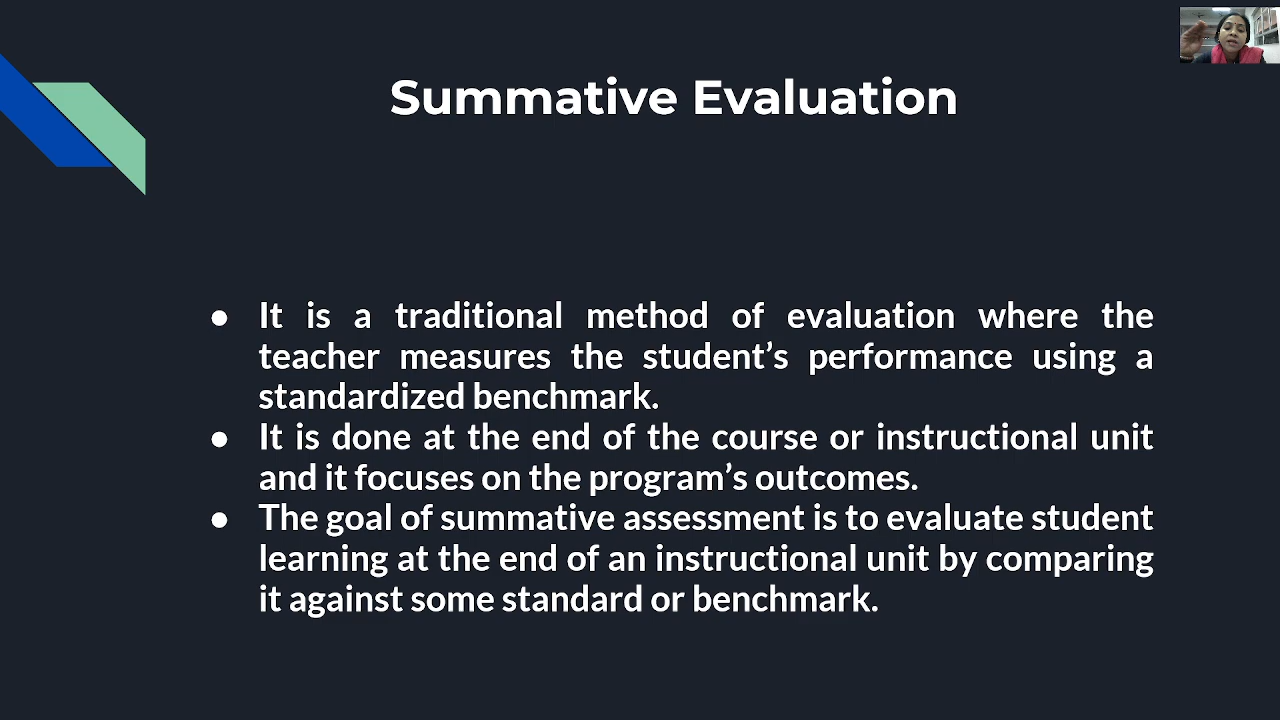 Summative Evaluation
● It is a traditional method of evaluation where the
teacher measures the student’s performance using a
standardized benchmark.
● It is done at the end of the course or instructional unit
and it focuses on the program’s outcomes.
● The goal of summative assessment is to evaluate student
learning at the end of an instructional unit by comparing
it against some standard or benchmark.